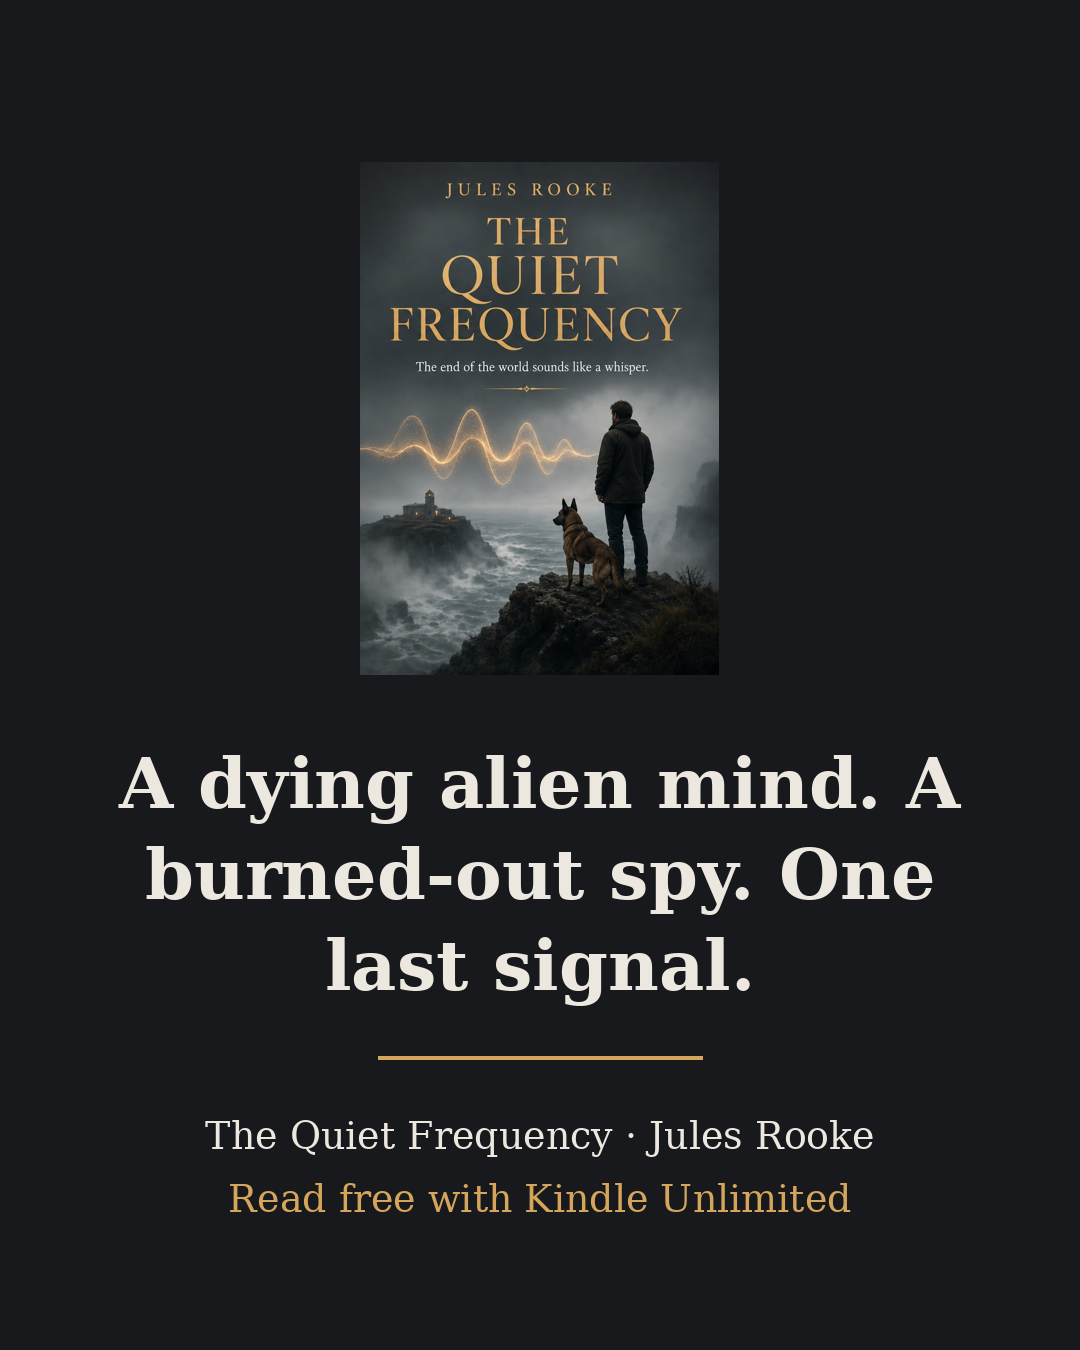 JULES ROOKE
THE
QUIET
FREQUENCY
The end of the world sounds like a whisper.
A dying alien mind. A
burned-out spy. One
last signal.
The Quiet Frequency · Jules Rooke
Read free with Kindle Unlimited